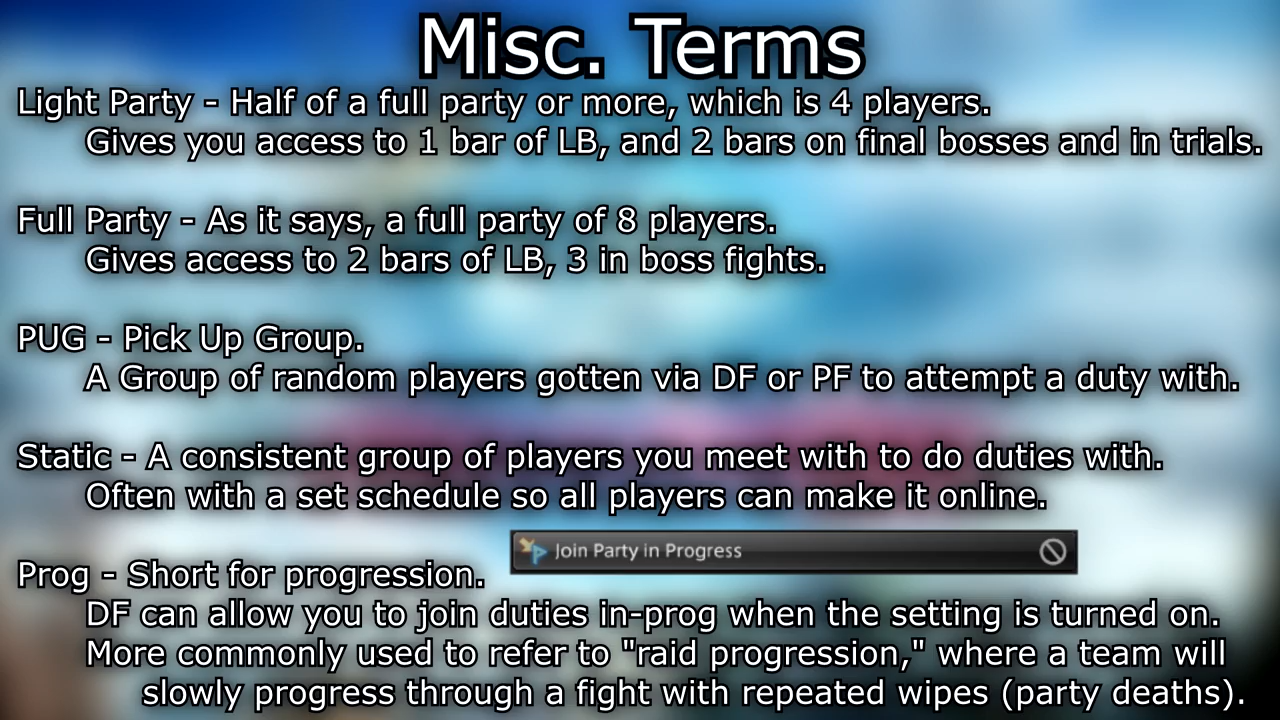 Misc. Terms
Light Party - Half of a full party or more, which is 4 players.
Gives you access to 1 bar of LB, and 2 bars on final bosses and in trials.
Full Party - As it says, a full party of 8 players.
Gives access to 2 bars of LB, 3 in boss fights.
PUG - Pick Up Group.
A Group of random players gotten via DF or PF to attempt a duty with.
Static - A consistent group of players you meet with to do duties with.
Often with a set schedule so all players can make it online.
Join Party in Progress
Prog - Short for progression.
DF can allow you to join duties in-prog when the setting is turned on.
More commonly used to refer to "raid progression," where a team will
slowly progress through a fight with repeated wipes (party deaths).